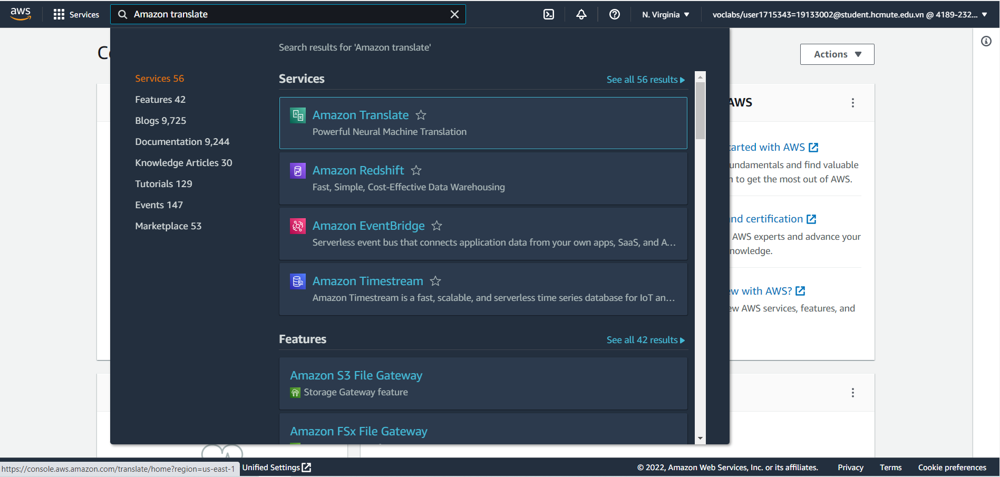 aws
Services
Amazon translate
N. Virginia
voclabs/user1715343=19133002@student.hcmute.edu.vn @ 4189-232...
Actions
Search results for 'Amazon translate'
Services 56
Features 42
Blogs 9,725
Documentation 9,244
Knowledge Articles 30
Tutorials 129
Events 147
Marketplace 53
Services
See all 56 results
Amazon Translate
Powerful Neural Machine Translation
Amazon Redshift
Fast, Simple, Cost-Effective Data Warehousing
Amazon EventBridge
Serverless event bus that connects application data from your own apps, SaaS, and A...
Amazon Timestream
Amazon Timestream is a fast, scalable, and serverless time series database for IoT an...
Features
See all 42 results
Amazon S3 File Gateway
Storage Gateway feature
Amazon FSx File Gateway
AWS
arted with AWS
undamentals and find valuable
to get the most out of AWS.
nd certification
AWS experts and advance your
nowledge.
w with AWS?
ew AWS services, features, and
https://console.aws.amazon.com/translate/home?region=us-east-1
Unified Settings
© 2022, Amazon Web Services, Inc. or its affiliates.
Privacy
Terms
Cookie preferences